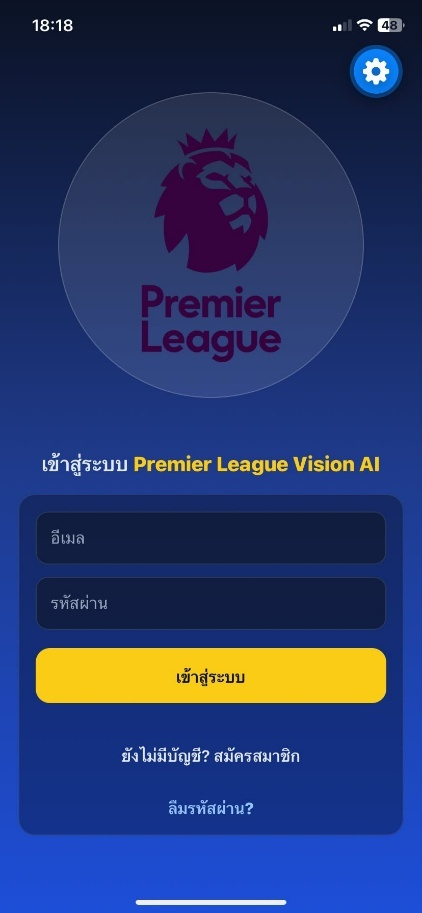 18:18
48
Premier
League
เข้าสู่ระบบ Premier League Vision AI
อีเมล
รหัสผ่าน
เข้าสู่ระบบ
ยังไม่มีบัญชี? สมัครสมาชิก
ลืมรหัสผ่าน?